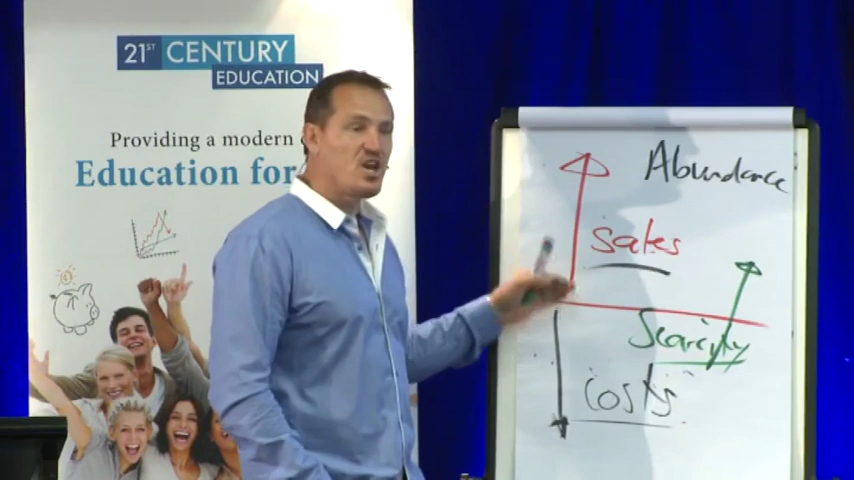 21ST CENTURY
EDUCATION
Providing a modern
Education for
Abundance
sales
Scarcity
costs